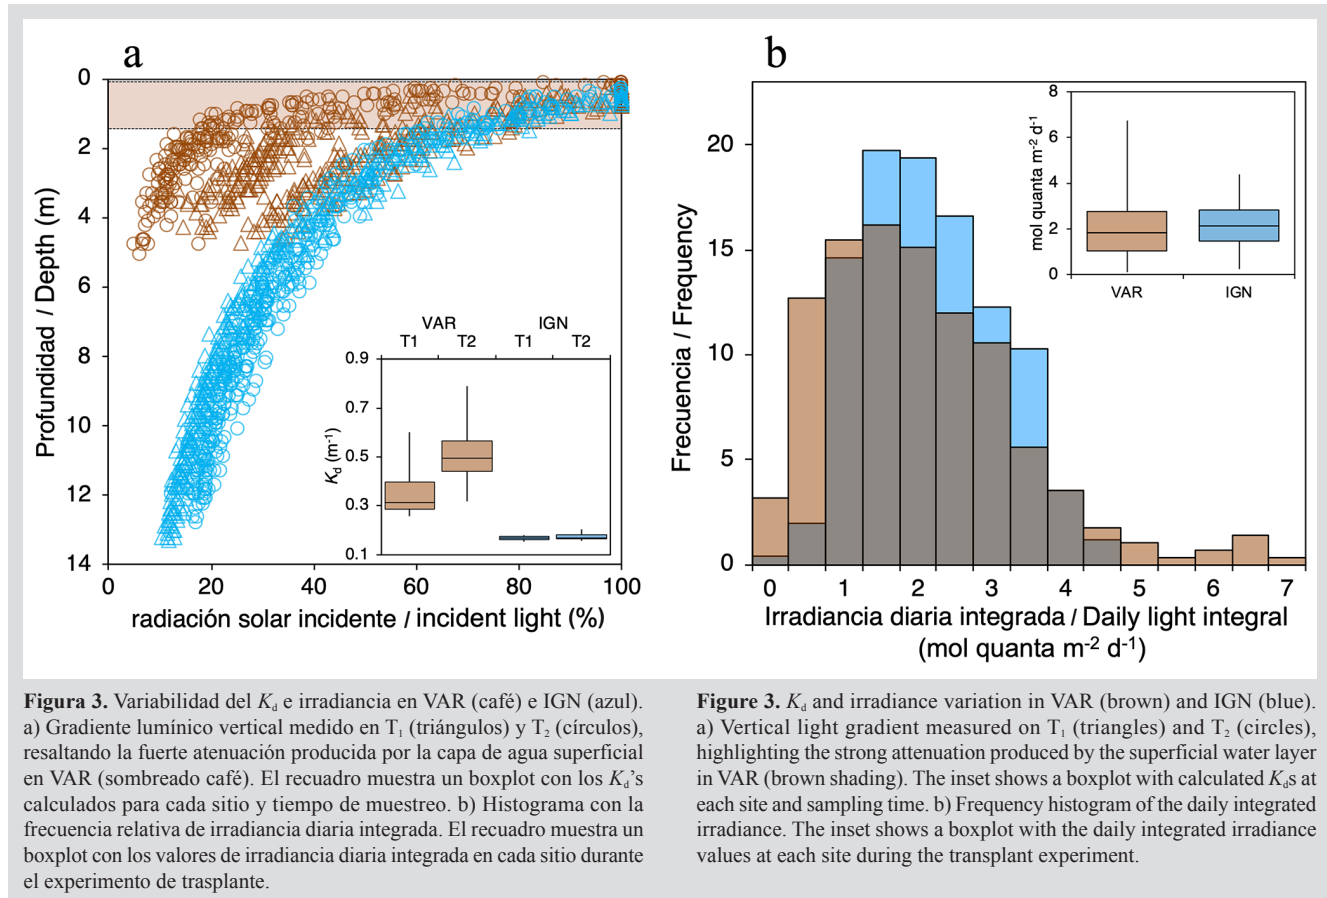 a
0
2
4
6
8
10
12
14
Profundidad / Depth (m)
0 20 40 60 80 100
radiación solar incidente / incident light (%)
VAR IGN
T1 T2 T1 T2
0.9
0.7
0.5
0.3
0.1
Kd (m-1)
b
20
15
10
5
0
Frecuencia / Frequency
0 1 2 3 4 5 6 7
Irradiancia diaria integrada / Daily light integral
(mol quanta m-2 d-1)
8
6
4
2
0
mol quanta m-2 d-1
VAR IGN
Figura 3. Variabilidad del Kd e irradiancia en VAR (café) e IGN (azul).
a) Gradiente lumínico vertical medido en T1 (triángulos) y T2 (círculos),
resaltando la fuerte atenuación producida por la capa de agua superficial
en VAR (sombreado café). El recuadro muestra un boxplot con los Kd's
calculados para cada sitio y tiempo de muestreo. b) Histograma con la
frecuencia relativa de irradiancia diaria integrada. El recuadro muestra un
boxplot con los valores de irradiancia diaria integrada en cada sitio durante
el experimento de trasplante.
Figure 3. Kd and irradiance variation in VAR (brown) and IGN (blue).
a) Vertical light gradient measured on T1 (triangles) and T2 (circles),
highlighting the strong attenuation produced by the superficial water layer
in VAR (brown shading). The inset shows a boxplot with calculated Kds at
each site and sampling time. b) Frequency histogram of the daily integrated
irradiance. The inset shows a boxplot with the daily integrated irradiance
values at each site during the transplant experiment.